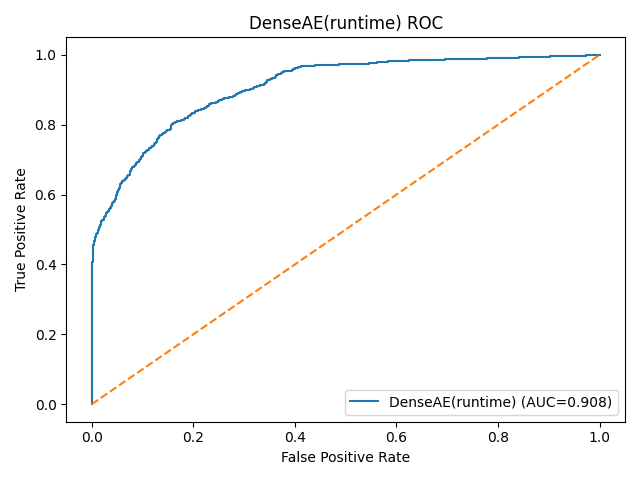 DenseAE(runtime) ROC
1.0
0.8
0.6
0.4
0.2
0.0
True Positive Rate
0.0 0.2 0.4 0.6 0.8 1.0
False Positive Rate
DenseAE(runtime) (AUC=0.908)